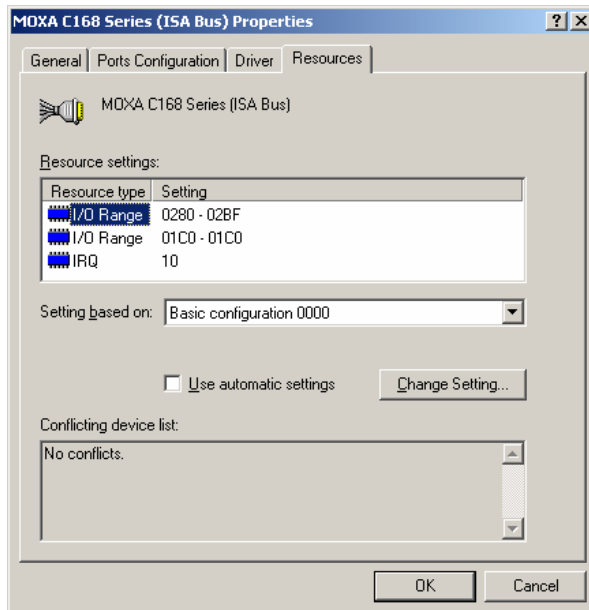 MOXA C168 Series (ISA Bus) Properties
General Ports Configuration Driver Resources
MOXA C168 Series (ISA Bus)
Resource settings:
Resource type Setting
I/O Range 0280 - 02BF
I/O Range 01C0 - 01C0
IRQ 10
Setting based on: Basic configuration 0000
Use automatic settings Change Setting...
Conflicting device list:
No conflicts.
OK Cancel